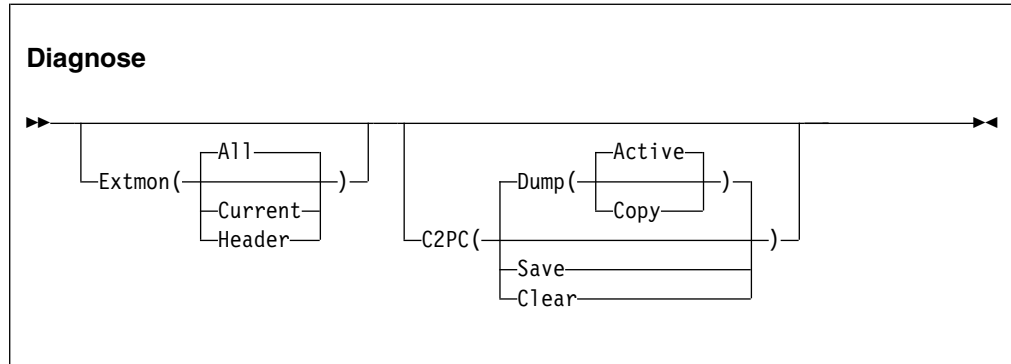 Diagnose
All Active
Extmon( ) Dump( )
Current Copy
Header C2PC( )
Save
Clear